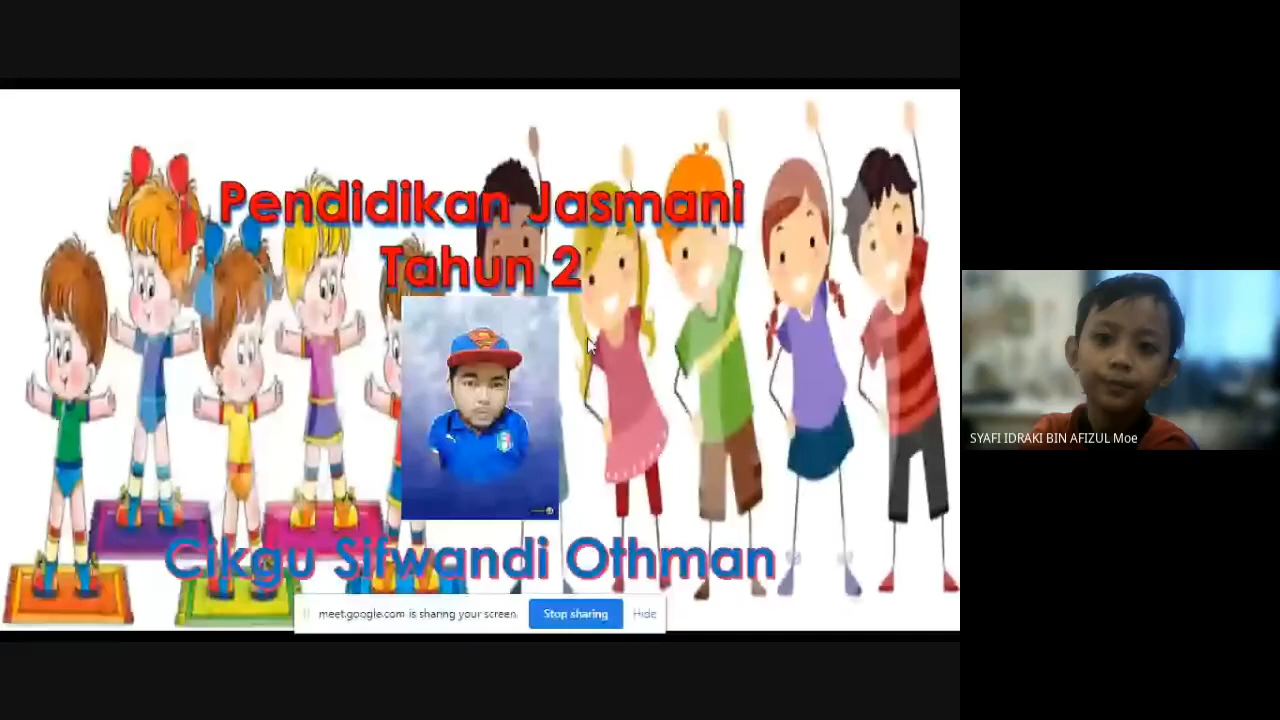 Pendidikan Jasmani
Tahun 2
Cikgu Sifwandi Othman
meet.google.com is sharing your screen.
Stop sharing
Hide
SYAFI IDRAKI BIN AFIZUL Moe